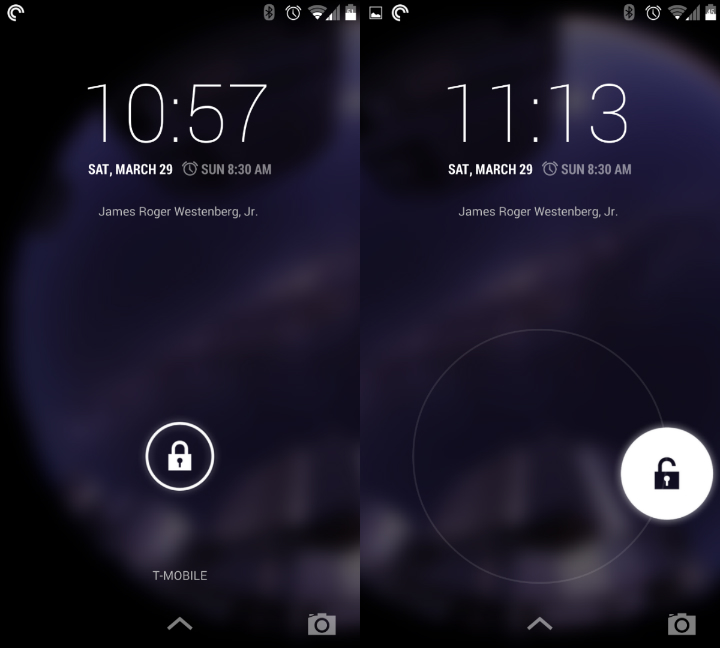 10:57
SAT, MARCH 29 SUN 8:30 AM
James Roger Westenberg, Jr.
T-MOBILE
11:13
SAT, MARCH 29 SUN 8:30 AM
James Roger Westenberg, Jr.